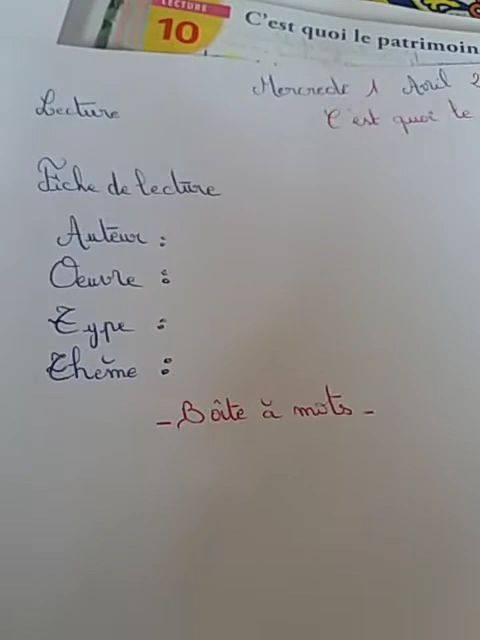 LECTURE
10
C'est quoi le patrimoin
Mercredi 1 Avril 2
Lecture
C'est quoi le
Fiche de lecture
Auteur :
Oeuvre :
Type :
Thème :
- Boîte à mots -